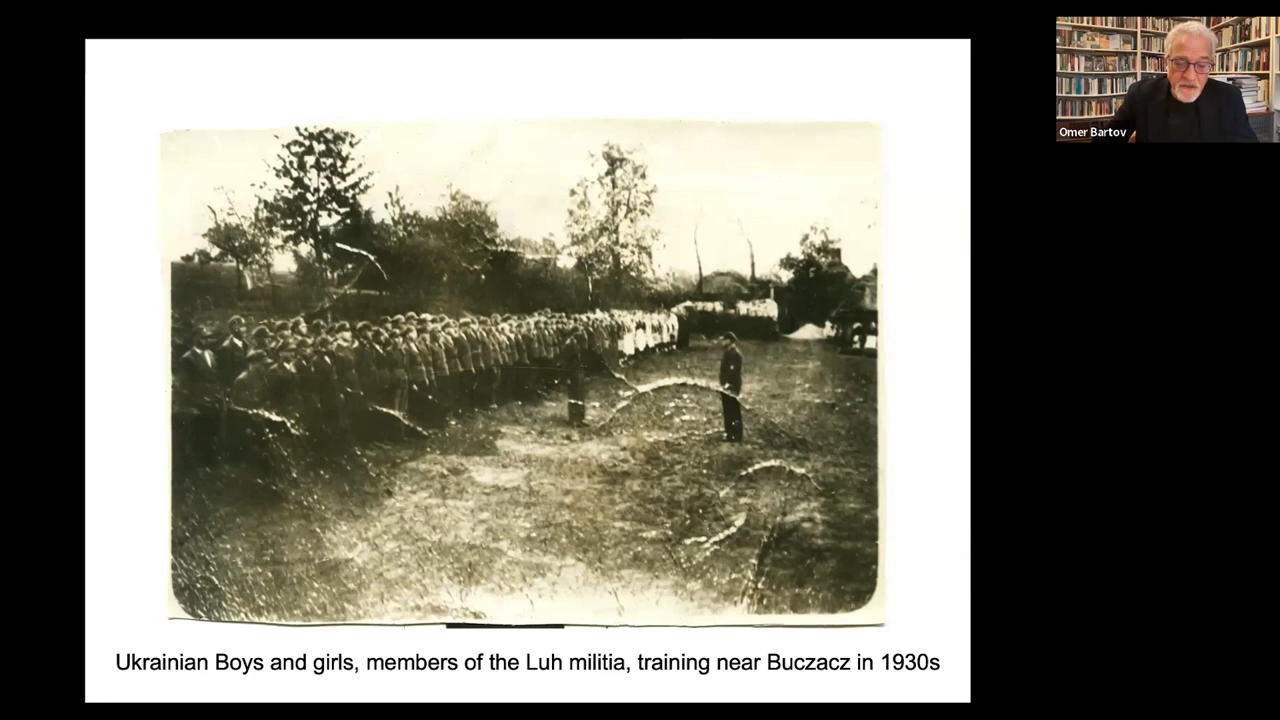 Omer Bartov
Ukrainian Boys and girls, members of the Luh militia, training near Buczacz in 1930s